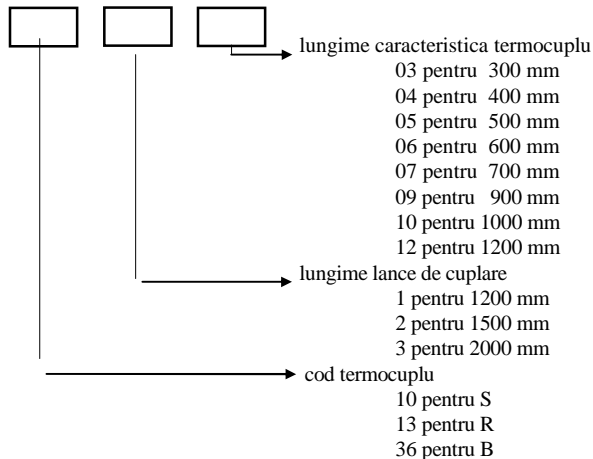 lungime caracteristica termocuplu
03 pentru 300 mm
04 pentru 400 mm
05 pentru 500 mm
06 pentru 600 mm
07 pentru 700 mm
09 pentru 900 mm
10 pentru 1000 mm
12 pentru 1200 mm
lungime lance de cuplare
1 pentru 1200 mm
2 pentru 1500 mm
3 pentru 2000 mm
cod termocuplu
10 pentru S
13 pentru R
36 pentru B